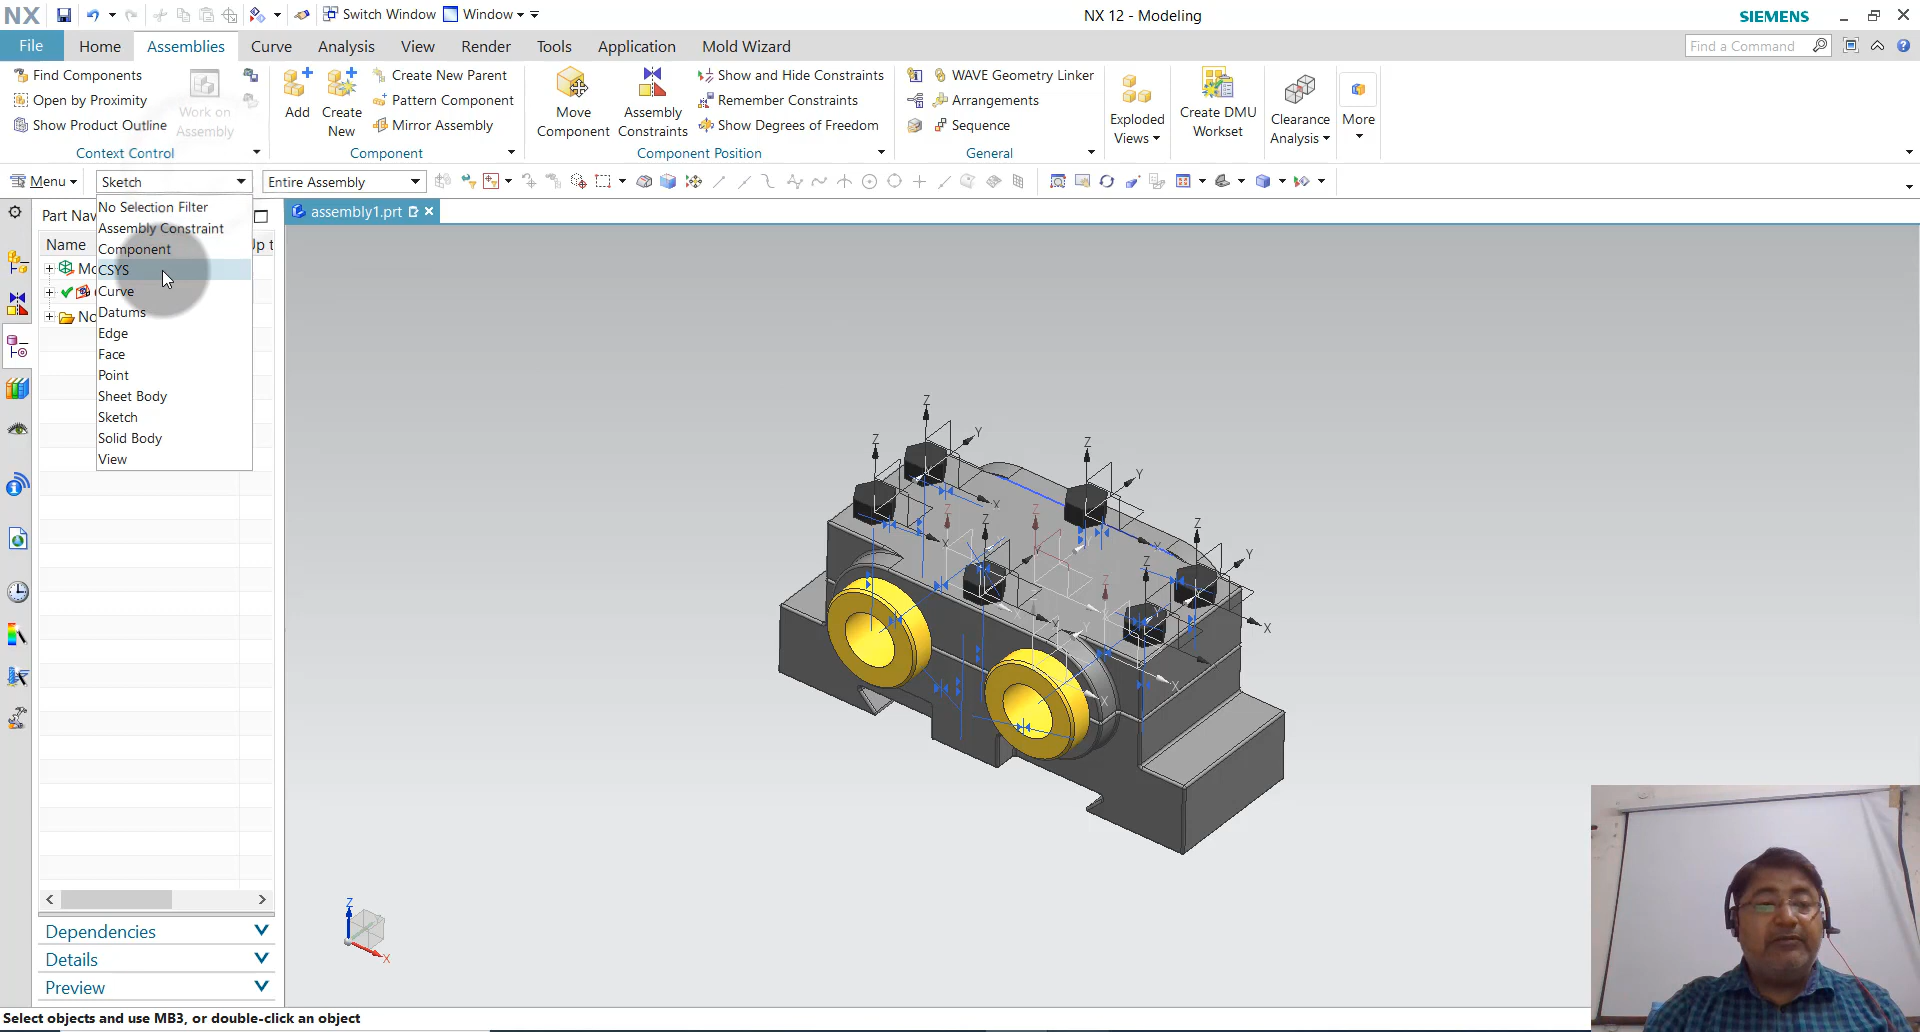 NX
Switch Window
Window
NX 12 - Modeling
SIEMENS
File
Home
Assemblies
Curve
Analysis
View
Render
Tools
Application
Mold Wizard
Find a Command
Find Components
Open by Proximity
Show Product Outline
Work on
Assembly
Context Control
Add
Create
New
Create New Parent
Pattern Component
Mirror Assembly
Component
Move
Component
Assembly
Constraints
Show and Hide Constraints
Remember Constraints
Show Degrees of Freedom
Component Position
WAVE Geometry Linker
Arrangements
Sequence
General
Exploded
Views
Create DMU
Workset
Clearance
Analysis
More
Menu
Sketch
Entire Assembly
Part Nav
assembly1.prt
Name
No Selection Filter
Assembly Constraint
Component
CSYS
Curve
Datums
Edge
Face
Point
Sheet Body
Sketch
Solid Body
View
Z
Y
X
Z
Y
Z
Y
Y
Z
X
Z
Y
Z
Y
X
Z
X
Z
X
Dependencies
Details
Preview
Select objects and use MB3, or double-click an object